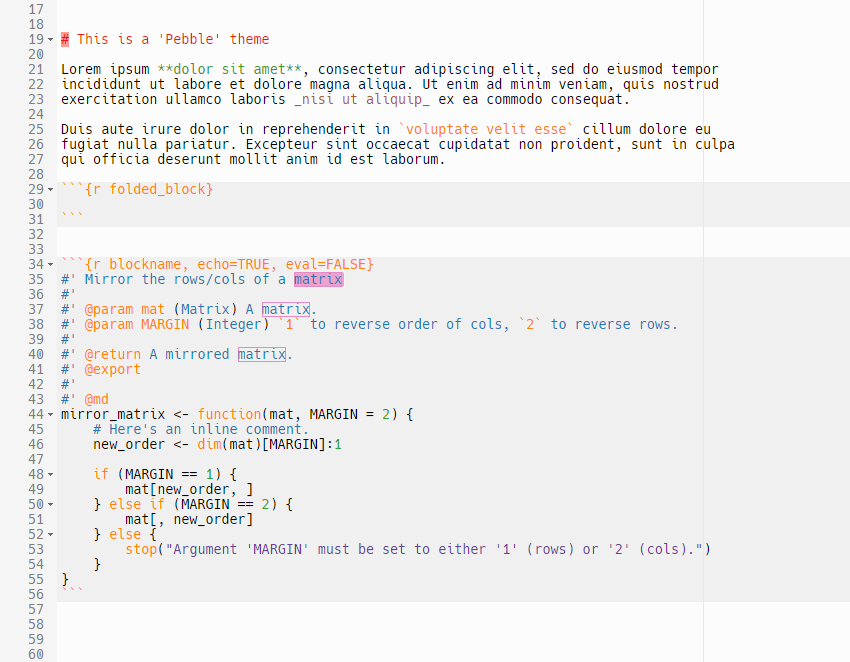 17
18
19 # This is a 'Pebble' theme
20
21 Lorem ipsum **dolor sit amet**, consectetur adipiscing elit, sed do eiusmod tempor
22 incididunt ut labore et dolore magna aliqua. Ut enim ad minim veniam, quis nostrud
23 exercitation ullamco laboris _nisi ut aliquip_ ex ea commodo consequat.
24
25 Duis aute irure dolor in reprehenderit in `voluptate velit esse` cillum dolore eu
26 fugiat nulla pariatur. Excepteur sint occaecat cupidatat non proident, sunt in culpa
27 qui officia deserunt mollit anim id est laborum.
28
29 ```{r folded_block}
30
31 ```
32
33
34 ```{r blockname, echo=TRUE, eval=FALSE}
35 #' Mirror the rows/cols of a matrix
36 #'
37 #' @param mat (Matrix) A matrix.
38 #' @param MARGIN (Integer) `1` to reverse order of cols, `2` to reverse rows.
39 #'
40 #' @return A mirrored matrix.
41 #' @export
42 #'
43 #' @md
44 mirror_matrix <- function(mat, MARGIN = 2) {
45     # Here's an inline comment.
46     new_order <- dim(mat)[MARGIN]:1
47
48     if (MARGIN == 1) {
49         mat[new_order, ]
50     } else if (MARGIN == 2) {
51         mat[, new_order]
52     } else {
53         stop("Argument 'MARGIN' must be set to either '1' (rows) or '2' (cols).")
54     }
55 }
56 ```
57
58
59
60